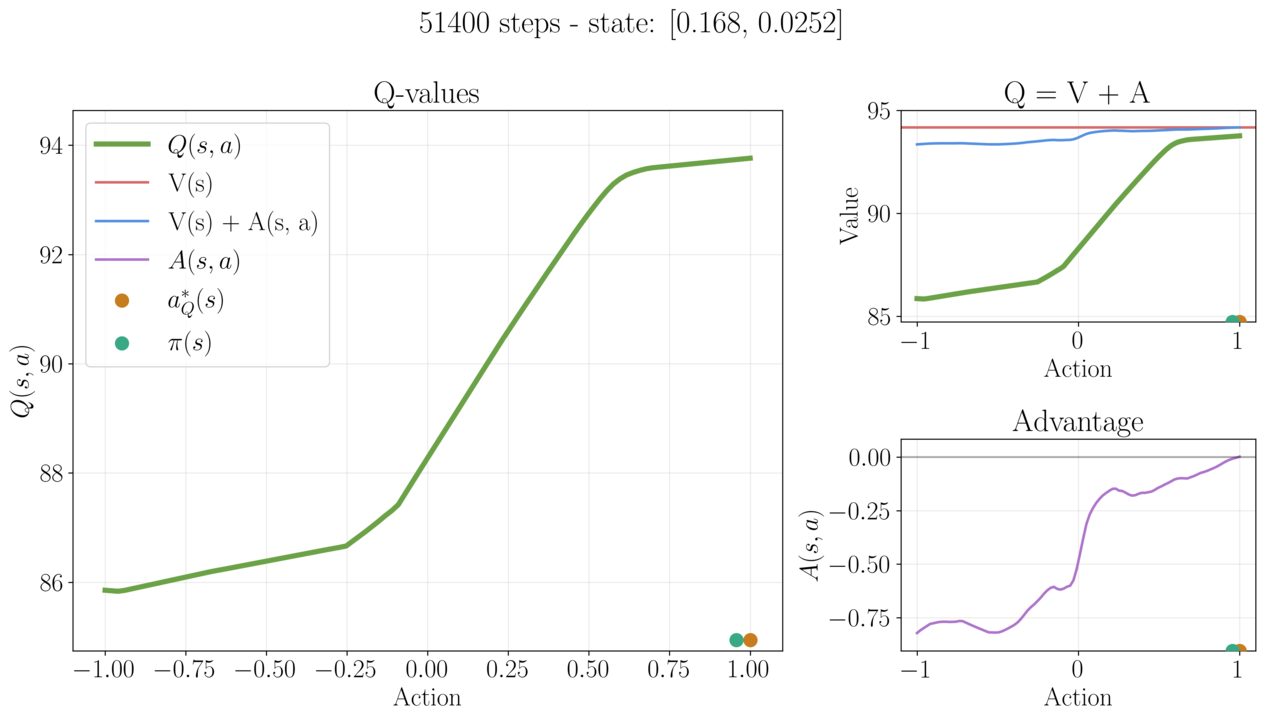 51400 steps - state: [0.168, 0.0252]
Q-values
Q(s, a)
94
92
90
88
86
−1.00 −0.75 −0.50 −0.25 0.00 0.25 0.50 0.75 1.00
Action
Q(s, a)
V(s)
V(s) + A(s, a)
A(s, a)
a*Q(s)
π(s)
Q = V + A
Value
95
90
85
−1 0 1
Action
Advantage
A(s, a)
0.00
−0.25
−0.50
−0.75
−1 0 1
Action